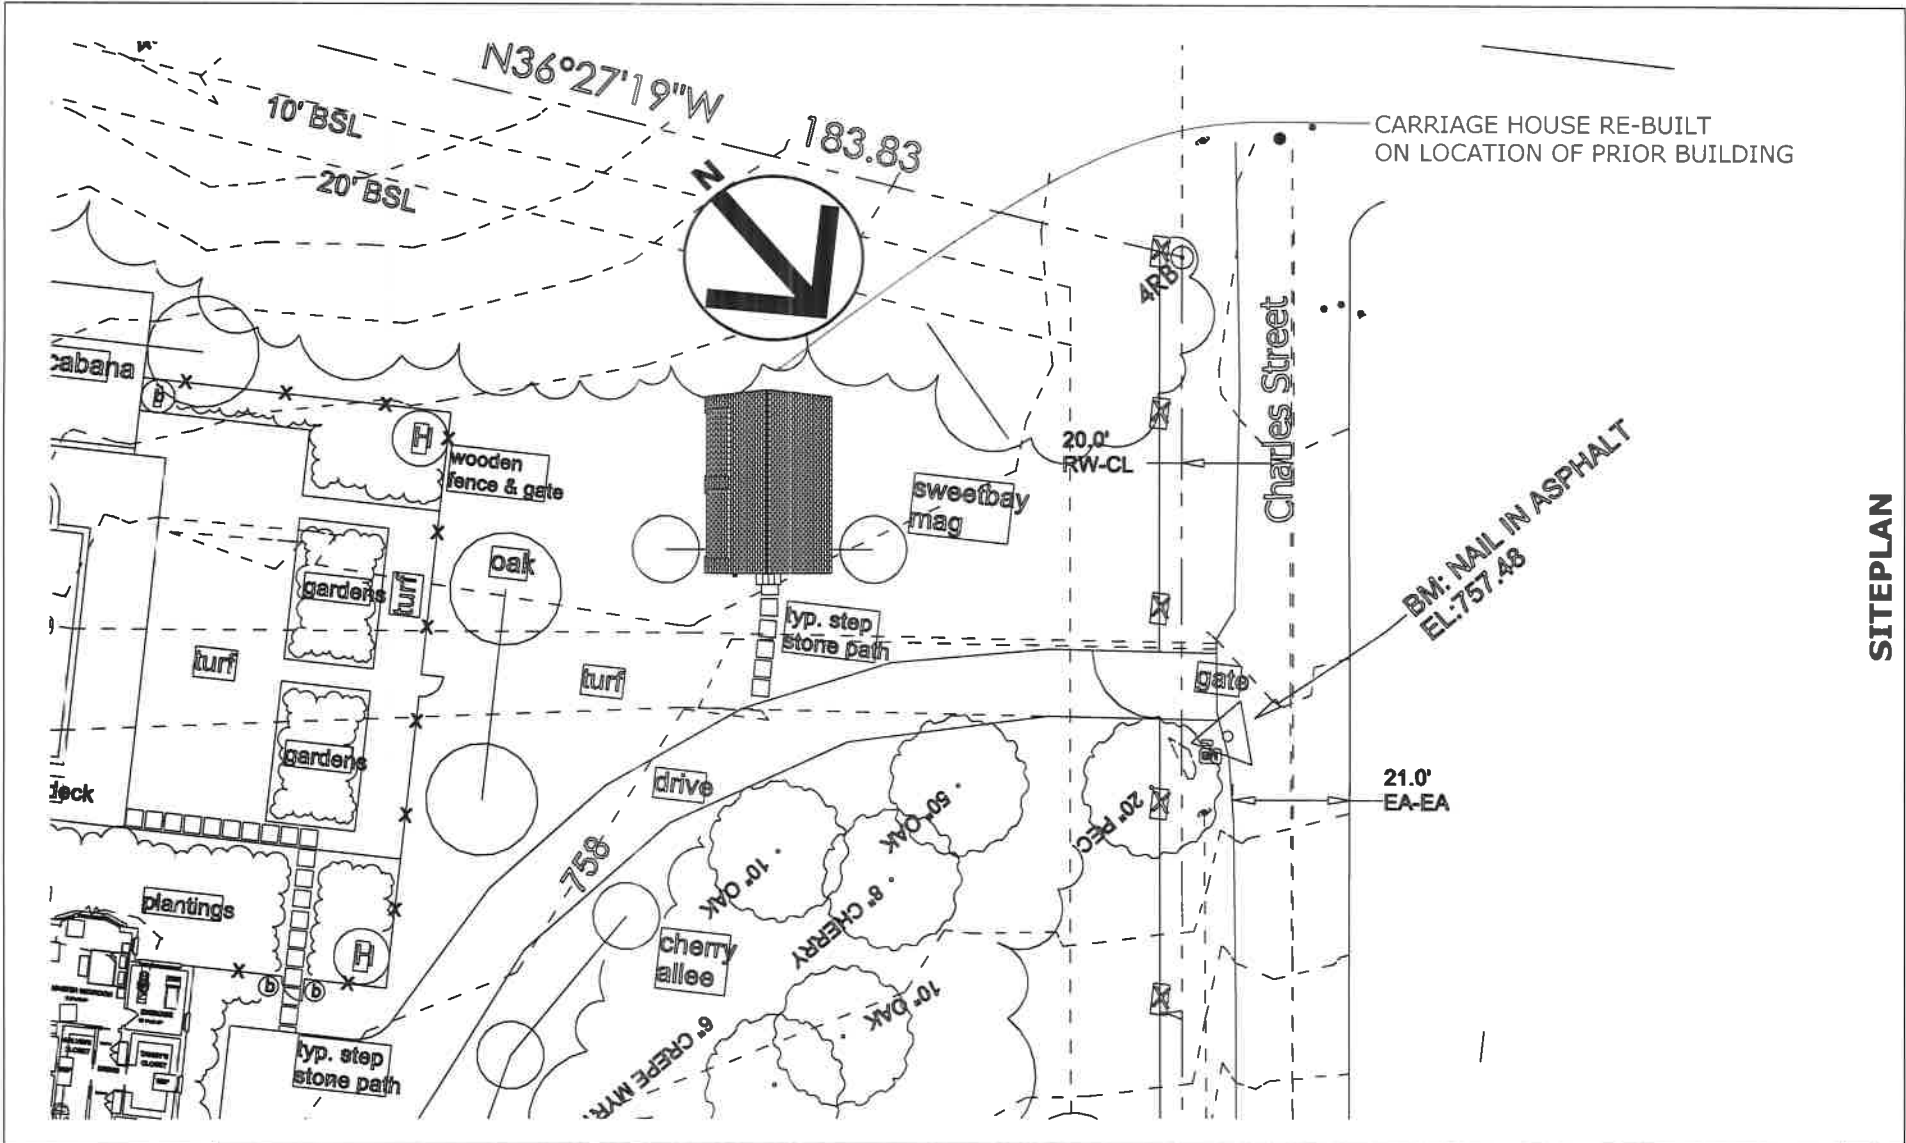 N36°27'19"W
183.83
10' BSL
20' BSL
N
CARRIAGE HOUSE RE-BUILT
ON LOCATION OF PRIOR BUILDING
4RB
Charles Street
cabana
H
wooden
fence & gate
20.0'
RW-CL
sweetbay
mag
BM: NAIL IN ASPHALT
EL:757.48
SITEPLAN
oak
gardens
turf
typ. step
stone path
turf
turf
gate
gardens
drive
deck
21.0'
EA-EA
50" OAK
20" PEC
10" OAK
8" CHERRY
758
plantings
cherry
allee
H
b
b
10" OAK
6" CREPE MYR
typ. step
stone path
MASTER BEDROOM